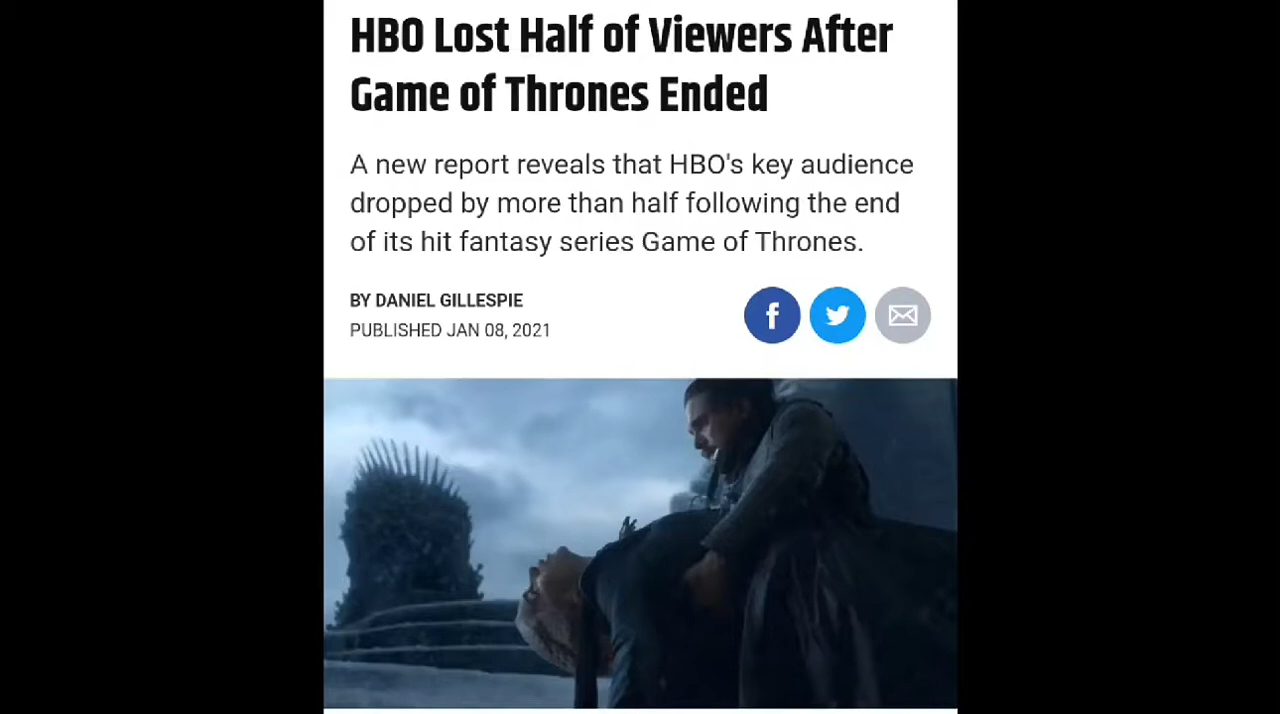 HBO Lost Half of Viewers After
Game of Thrones Ended
A new report reveals that HBO's key audience
dropped by more than half following the end
of its hit fantasy series Game of Thrones.
BY DANIEL GILLESPIE
PUBLISHED JAN 08, 2021